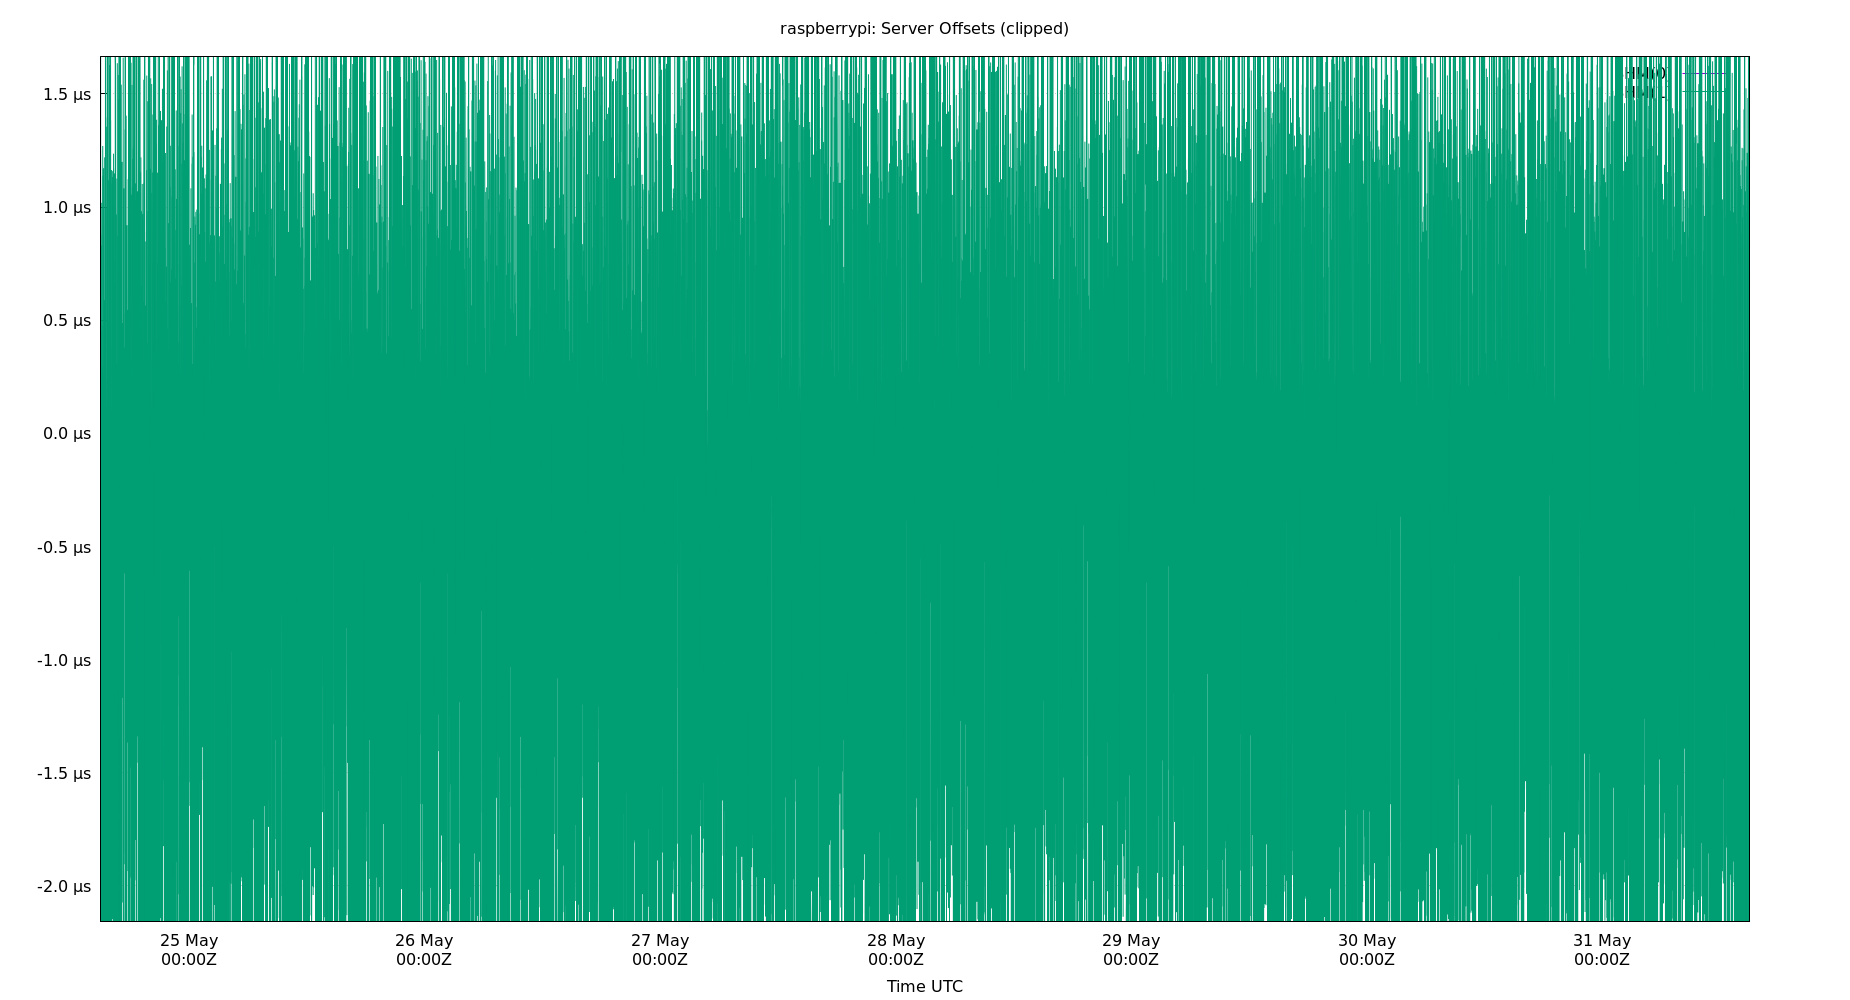 raspberrypi: Server Offsets (clipped)
1.5 µs
1.0 µs
0.5 µs
0.0 µs
-0.5 µs
-1.0 µs
-1.5 µs
-2.0 µs
25 May 26 May 27 May 28 May 29 May 30 May 31 May
00:00Z 00:00Z 00:00Z 00:00Z 00:00Z 00:00Z 00:00Z
Time UTC